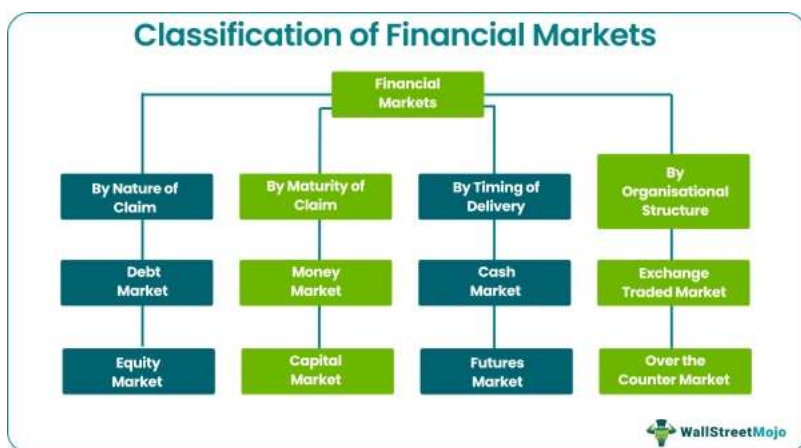 Classification of Financial Markets
Financial
Markets
By Nature of
Claim
By Maturity of
Claim
By Timing of
Delivery
By
Organisational
Structure
Debt
Market
Money
Market
Cash
Market
Exchange
Traded Market
Equity
Market
Capital
Market
Futures
Market
Over the
Counter Market
WallStreetMojo